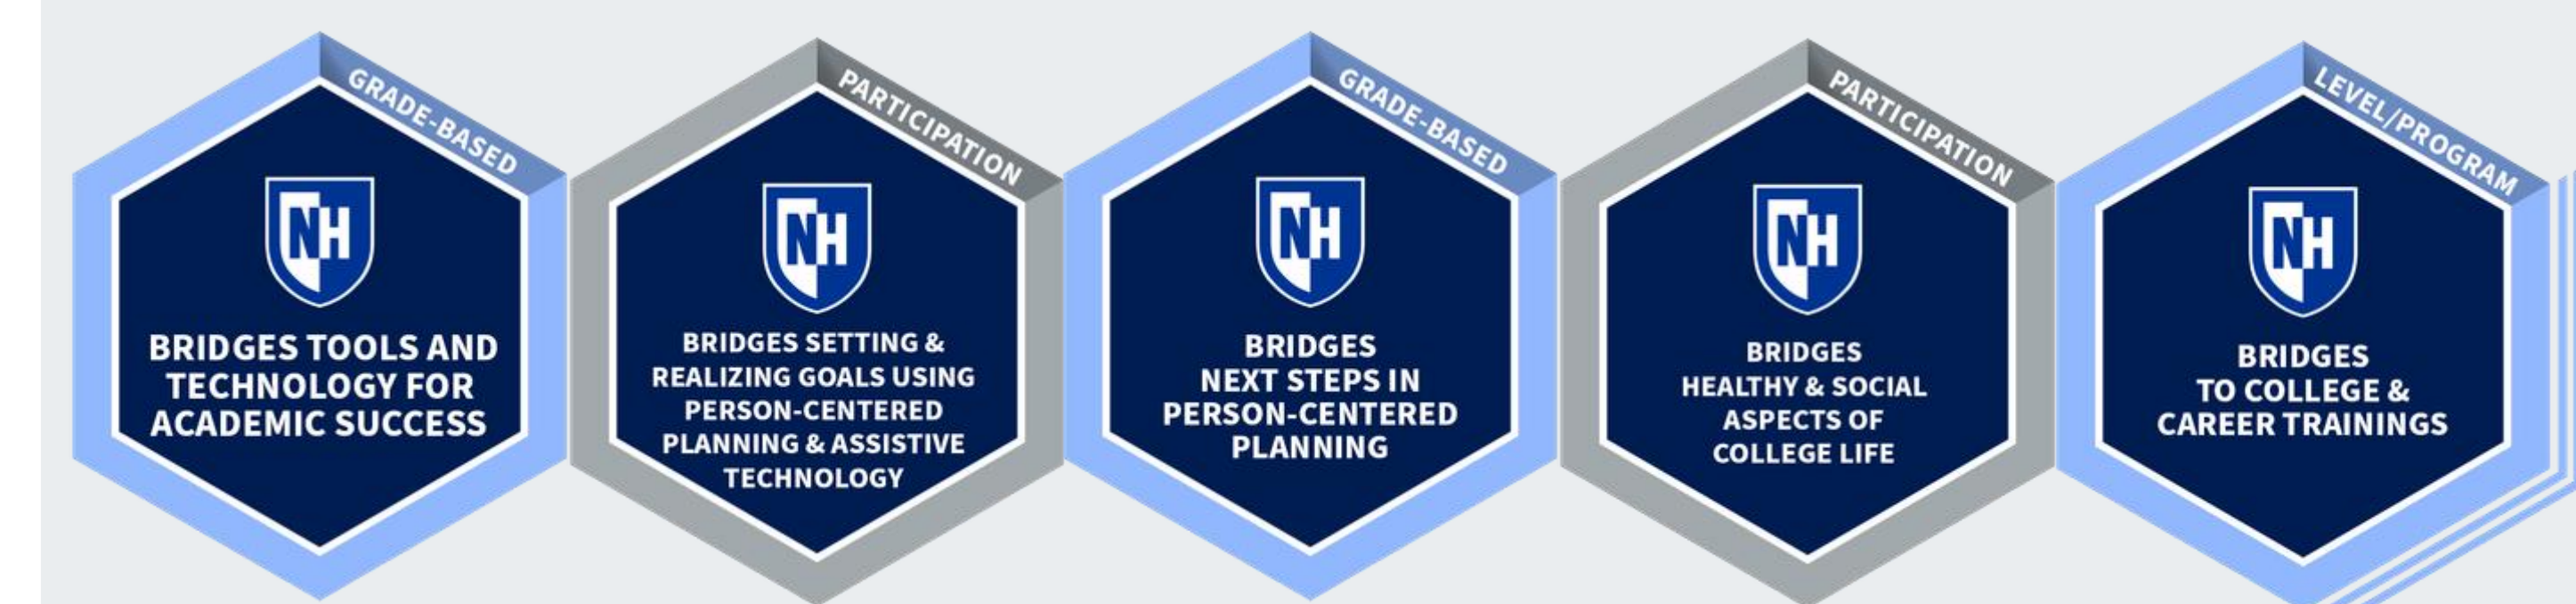 GRADE-BASED
NH
BRIDGES TOOLS AND
TECHNOLOGY FOR
ACADEMIC SUCCESS
PARTICIPATION
NH
BRIDGES SETTING &
REALIZING GOALS USING
PERSON-CENTERED
PLANNING & ASSISTIVE
TECHNOLOGY
GRADE-BASED
NH
BRIDGES
NEXT STEPS IN
PERSON-CENTERED
PLANNING
PARTICIPATION
NH
BRIDGES
HEALTHY & SOCIAL
ASPECTS OF
COLLEGE LIFE
LEVEL/PROGRAM
NH
BRIDGES
TO COLLEGE &
CAREER TRAININGS